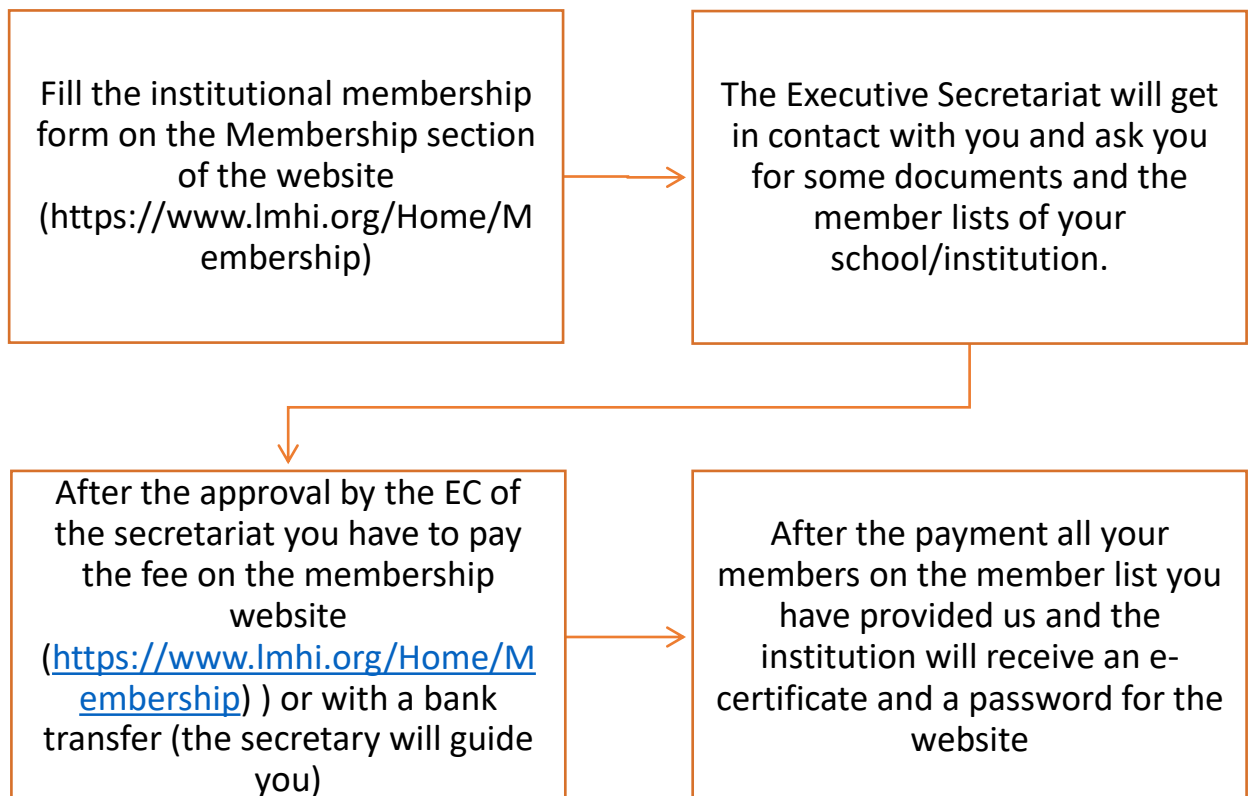 Fill the institutional membership
form on the Membership section
of the website
(https://www.lmhi.org/Home/M
embership)
The Executive Secretariat will get
in contact with you and ask you
for some documents and the
member lists of your
school/institution.
After the approval by the EC of
the secretariat you have to pay
the fee on the membership
website
(https://www.lmhi.org/Home/M
embership) ) or with a bank
transfer (the secretary will guide
you)
After the payment all your
members on the member list you
have provided us and the
institution will receive an e-
certificate and a password for the
website